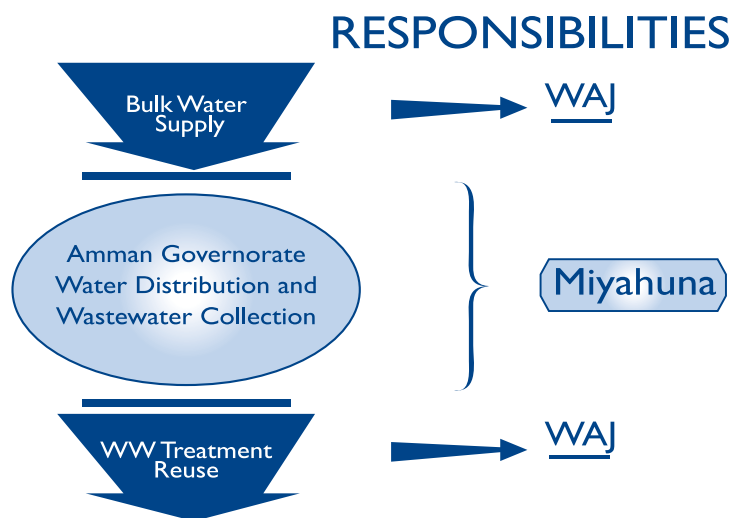 RESPONSIBILITIES
Bulk Water
Supply
WAJ
Amman Governorate
Water Distribution and
Wastewater Collection
Miyahuna
WW Treatment
Reuse
WAJ